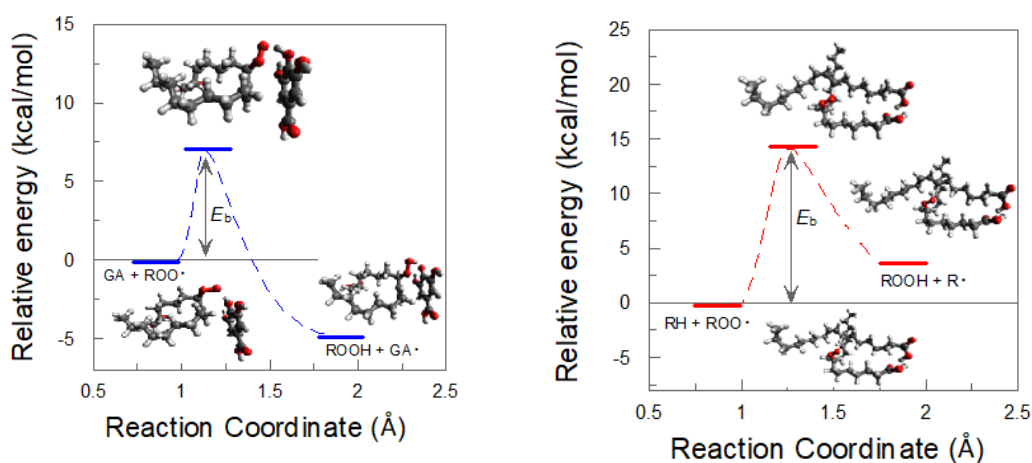 Relative energy (kcal/mol)
15
10
5
0
-5
E_b
GA + ROO•
ROOH + GA•
0.5
1
1.5
2
2.5
Reaction Coordinate (Å)
Relative energy (kcal/mol)
25
20
15
10
5
0
-5
E_b
ROOH + R•
RH + ROO•
0.5
1
1.5
2
2.5
Reaction Coordinate (Å)